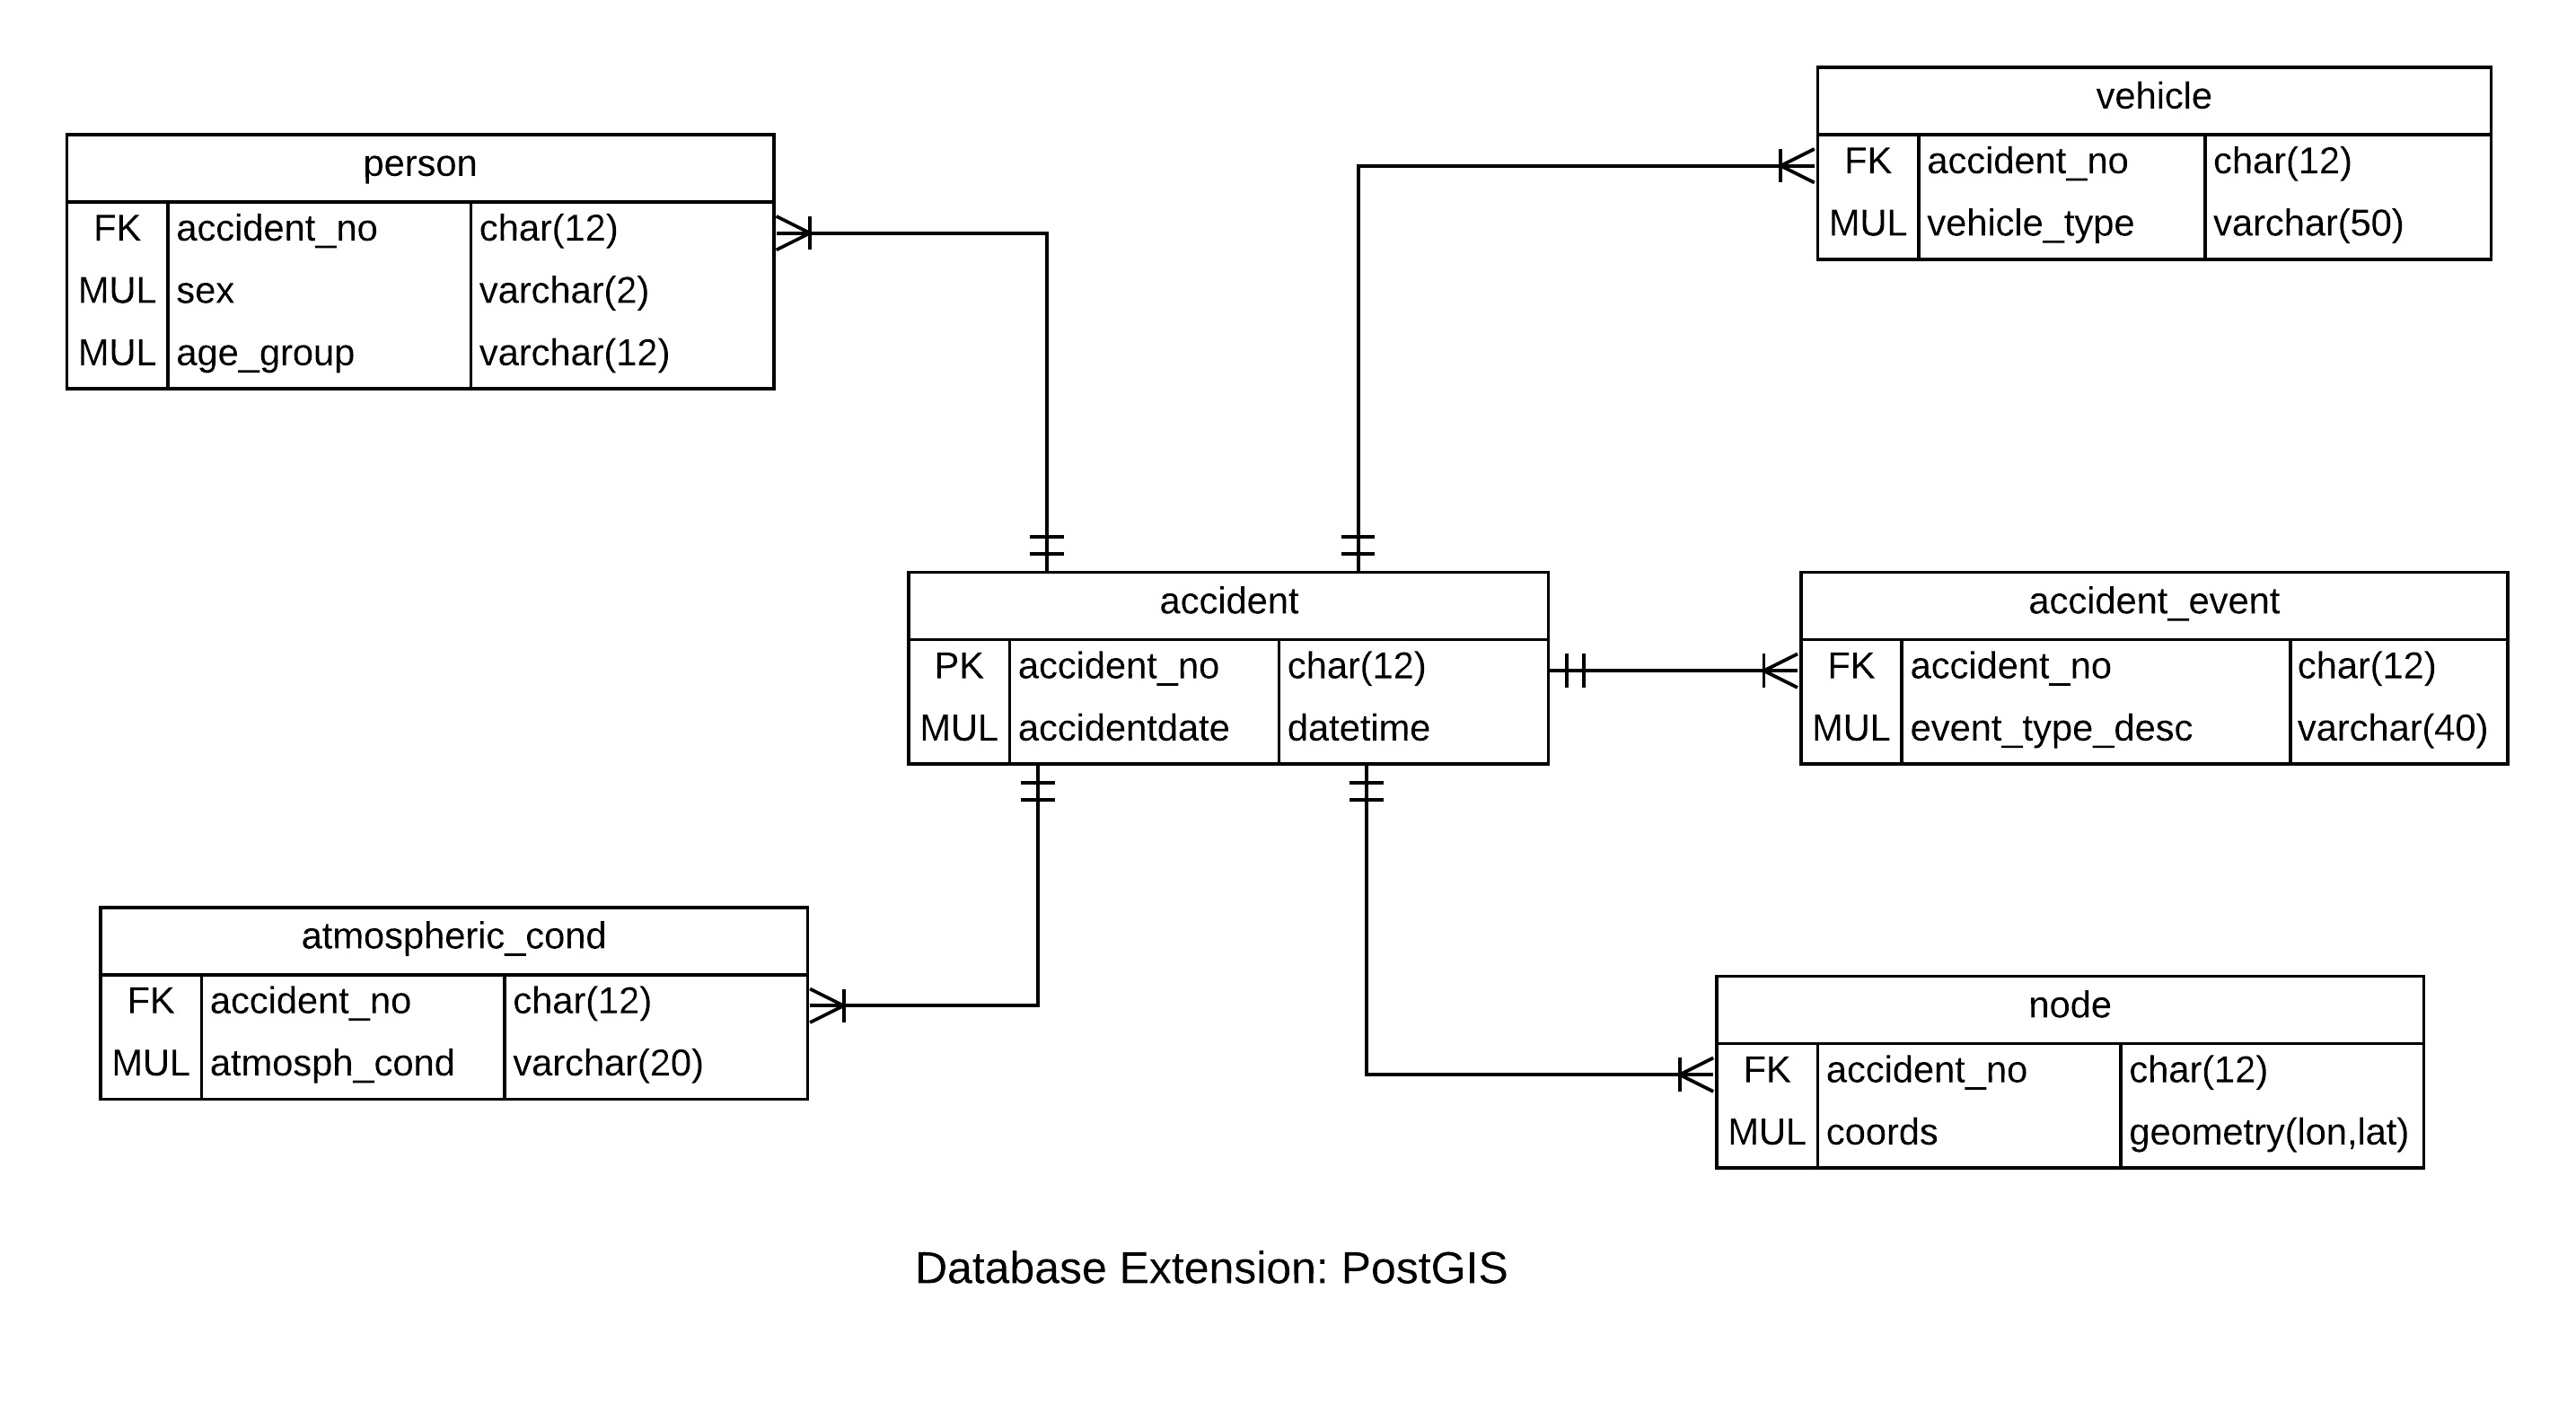 person
FK accident_no char(12)
MUL sex varchar(2)
MUL age_group varchar(12)
vehicle
FK accident_no char(12)
MUL vehicle_type varchar(50)
accident
PK accident_no char(12)
MUL accidentdate datetime
accident_event
FK accident_no char(12)
MUL event_type_desc varchar(40)
atmospheric_cond
FK accident_no char(12)
MUL atmosph_cond varchar(20)
node
FK accident_no char(12)
MUL coords geometry(lon,lat)
Database Extension: PostGIS